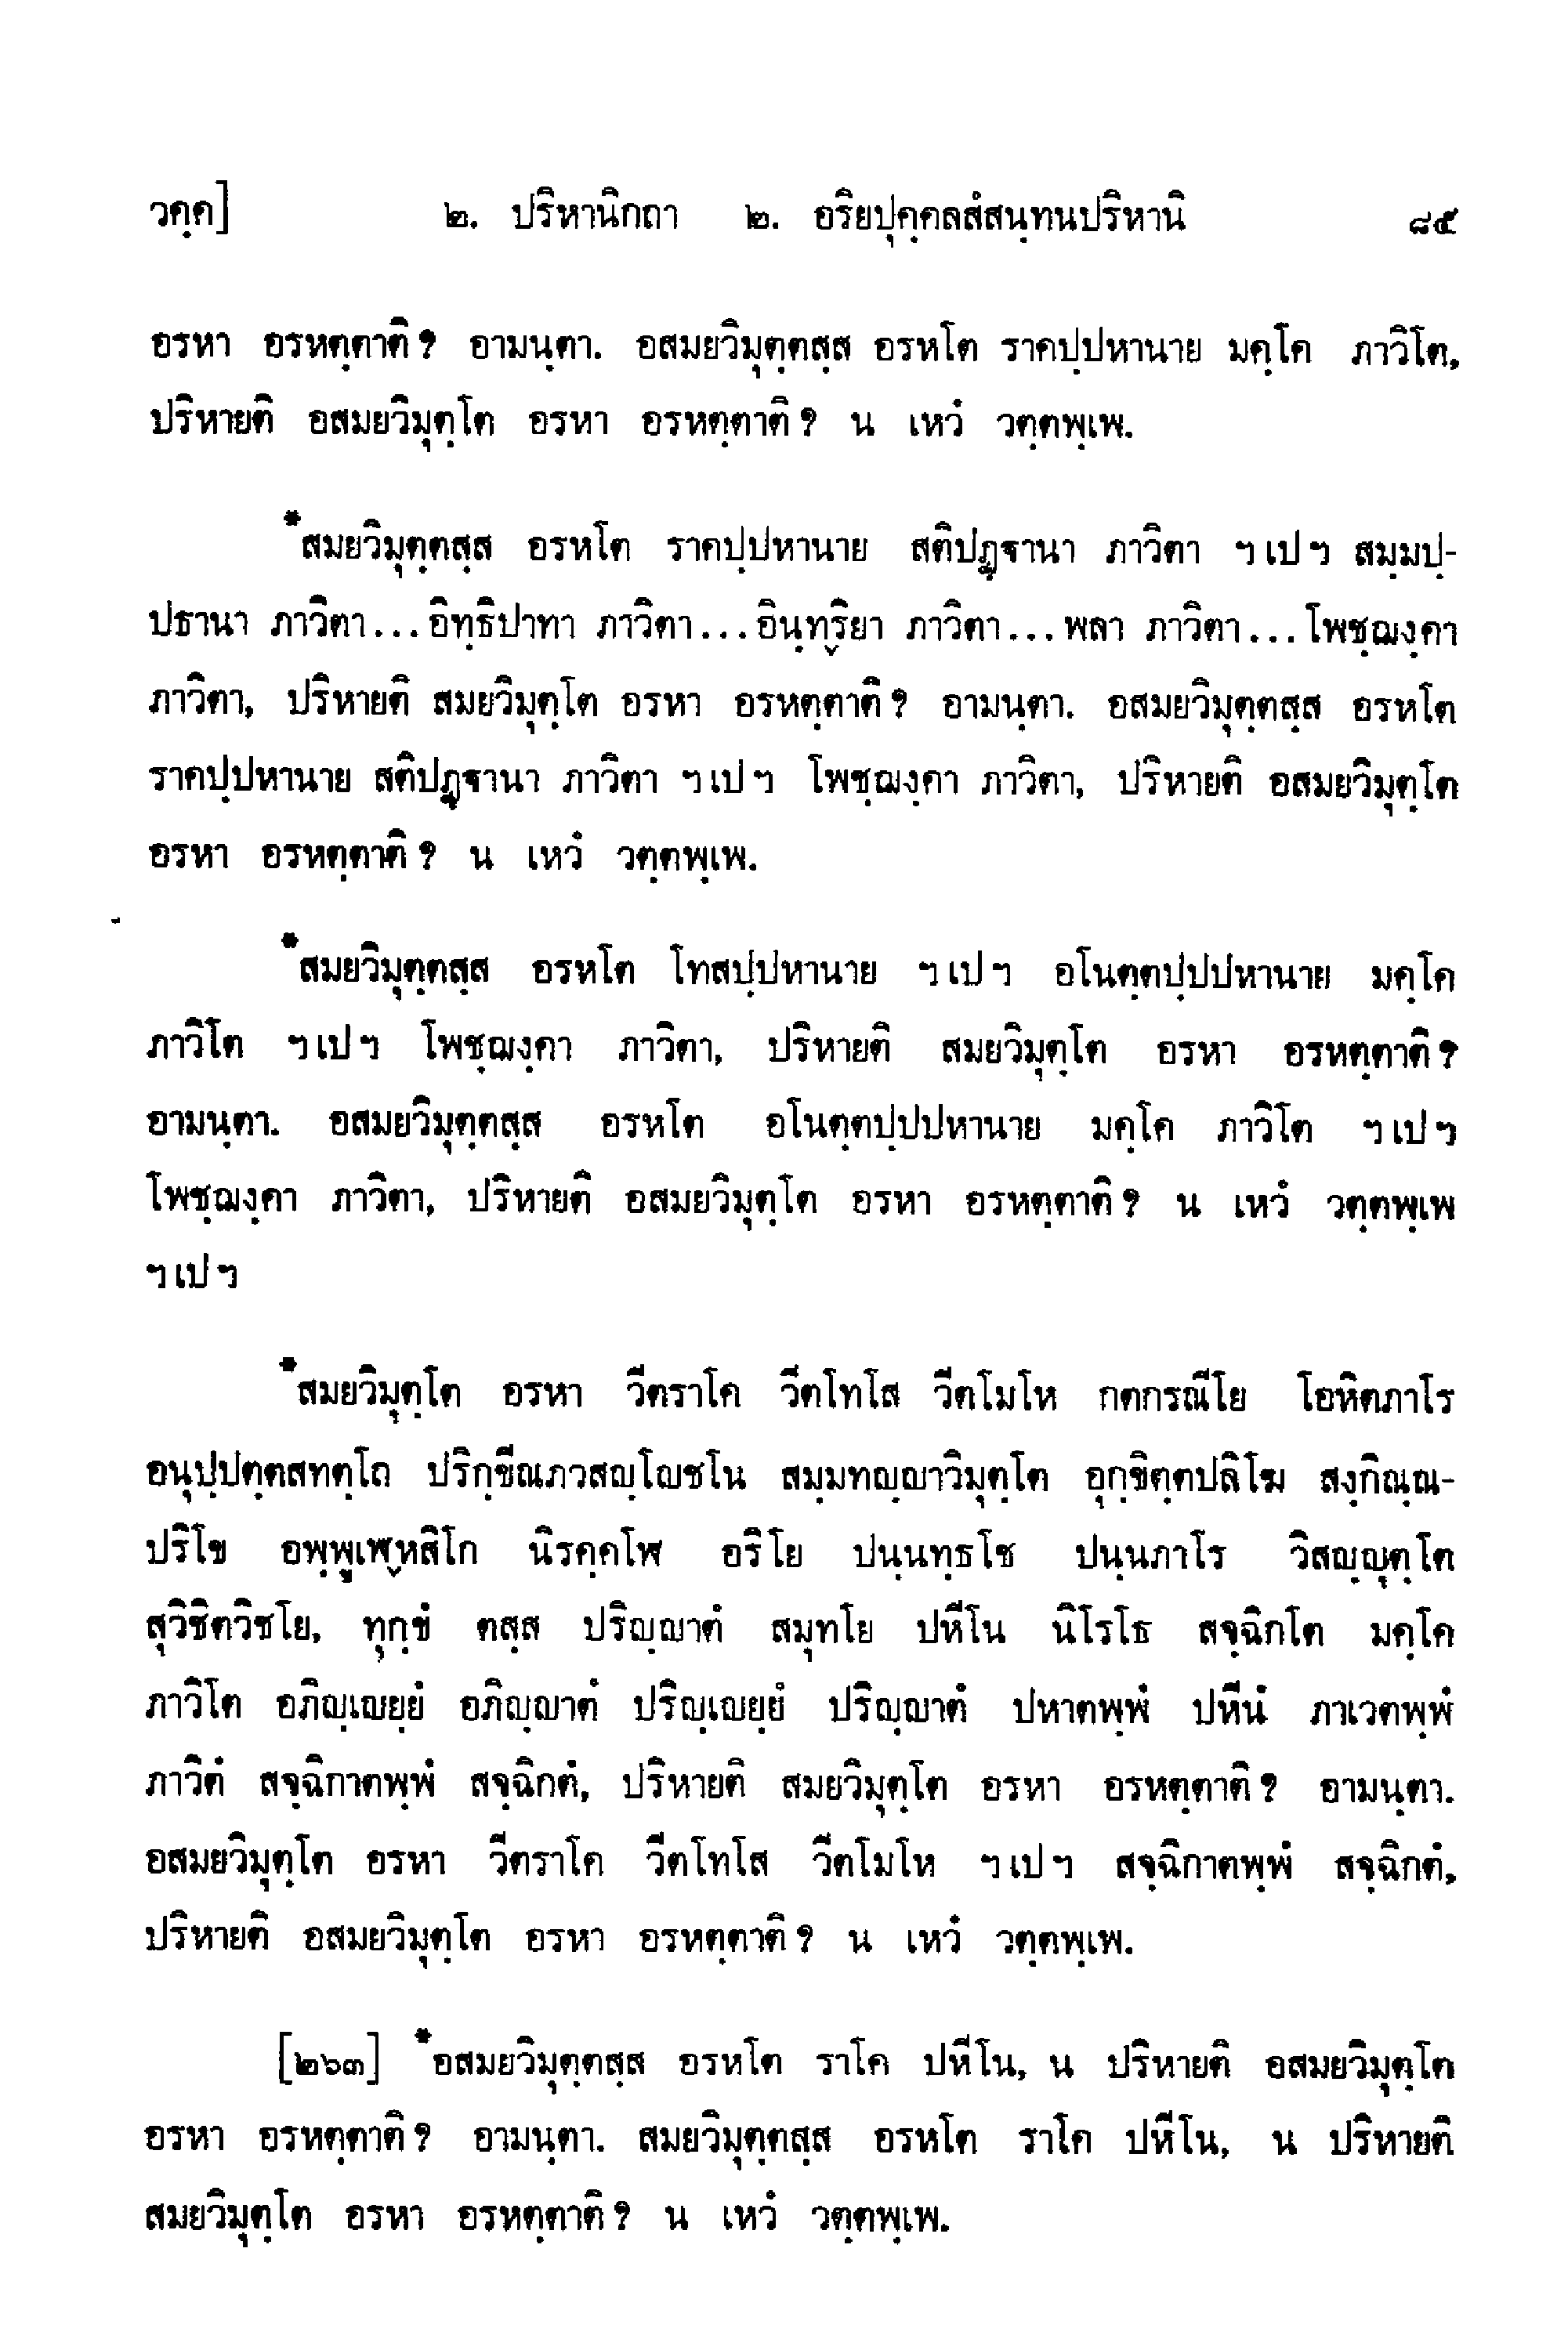 วคฺค] ๒. ปริหานิกถา ๒. อริยปุคฺคลสํสนฺทนปริหานิ ๘๕
อรหา อรหตฺตาติ? อามนฺตา. อสมยวิมุตฺตสฺส อรหโต ราคปฺปหานาย มคฺโค ภาวิโต,
ปริหายติ อสมยวิมุตฺโต อรหา อรหตฺตาติ? น เหวํ วตฺตพฺเพ.
*สมยวิมุตฺตสฺส อรหโต ราคปฺปหานาย สติปฏฺฐานา ภาวิตา ฯเปฯ สมฺมปฺ-
ปธานา ภาวิตา...อิทฺธิปาทา ภาวิตา...อินฺทฺริยา ภาวิตา...พลา ภาวิตา...โพชฺฌงฺคา
ภาวิตา, ปริหายติ สมยวิมุตฺโต อรหา อรหตฺตาติ? อามนฺตา. อสมยวิมุตฺตสฺส อรหโต
ราคปฺปหานาย สติปฏฺฐานา ภาวิตา ฯเปฯ โพชฺฌงฺคา ภาวิตา, ปริหายติ อสมยวิมุตฺโต
อรหา อรหตฺตาติ? น เหวํ วตฺตพฺเพ.
*สมยวิมุตฺตสฺส อรหโต โทสปฺปหานาย ฯเปฯ อโนตฺตปฺปปหานาย มคฺโค
ภาวิโต ฯเปฯ โพชฺฌงฺคา ภาวิตา, ปริหายติ สมยวิมุตฺโต อรหา อรหตฺตาติ?
อามนฺตา. อสมยวิมุตฺตสฺส อรหโต อโนตฺตปฺปปหานาย มคฺโค ภาวิโต ฯเปฯ
โพชฺฌงฺคา ภาวิตา, ปริหายติ อสมยวิมุตฺโต อรหา อรหตฺตาติ? น เหวํ วตฺตพฺเพ
ฯเปฯ
*สมยวิมุตฺโต อรหา วีตราโค วีตโทโส วีตโมโห กตกรณีโย โอหิตภาโร
อนุปฺปตฺตสทตฺโถ ปริกฺขีณภวสญฺโญชโน สมฺมทญฺญาวิมุตฺโต อุกฺขิตฺตปลิโฆ สงฺกิณฺณ-
ปริโข อพฺพูเฬฺหสิโก นิรคฺคโฬ อริโย ปนฺนทฺธโช ปนฺนภาโร วิสญฺญุตฺโต
สุวิชิตวิชโย, ทุกฺขํ ตสฺส ปริญฺญาตํ สมุทโย ปหีโน นิโรโธ สจฺฉิกโต มคฺโค
ภาวิโต อภิญฺเญยฺยํ อภิญฺญาตํ ปริญฺเญยฺยํ ปริญฺญาตํ ปหาตพฺพํ ปหีนํ ภาเวตพฺพํ
ภาวิตํ สจฺฉิกาตพฺพํ สจฺฉิกตํ, ปริหายติ สมยวิมุตฺโต อรหา อรหตฺตาติ? อามนฺตา.
อสมยวิมุตฺโต อรหา วีตราโค วีตโทโส วีตโมโห ฯเปฯ สจฺฉิกาตพฺพํ สจฺฉิกตํ,
ปริหายติ อสมยวิมุตฺโต อรหา อรหตฺตาติ? น เหวํ วตฺตพฺเพ.
[๒๖๓] *อสมยวิมุตฺตสฺส อรหโต ราโค ปหีโน, น ปริหายติ อสมยวิมุตฺโต
อรหา อรหตฺตาติ? อามนฺตา. สมยวิมุตฺตสฺส อรหโต ราโค ปหีโน, น ปริหายติ
สมยวิมุตฺโต อรหา อรหตฺตาติ? น เหวํ วตฺตพฺเพ.